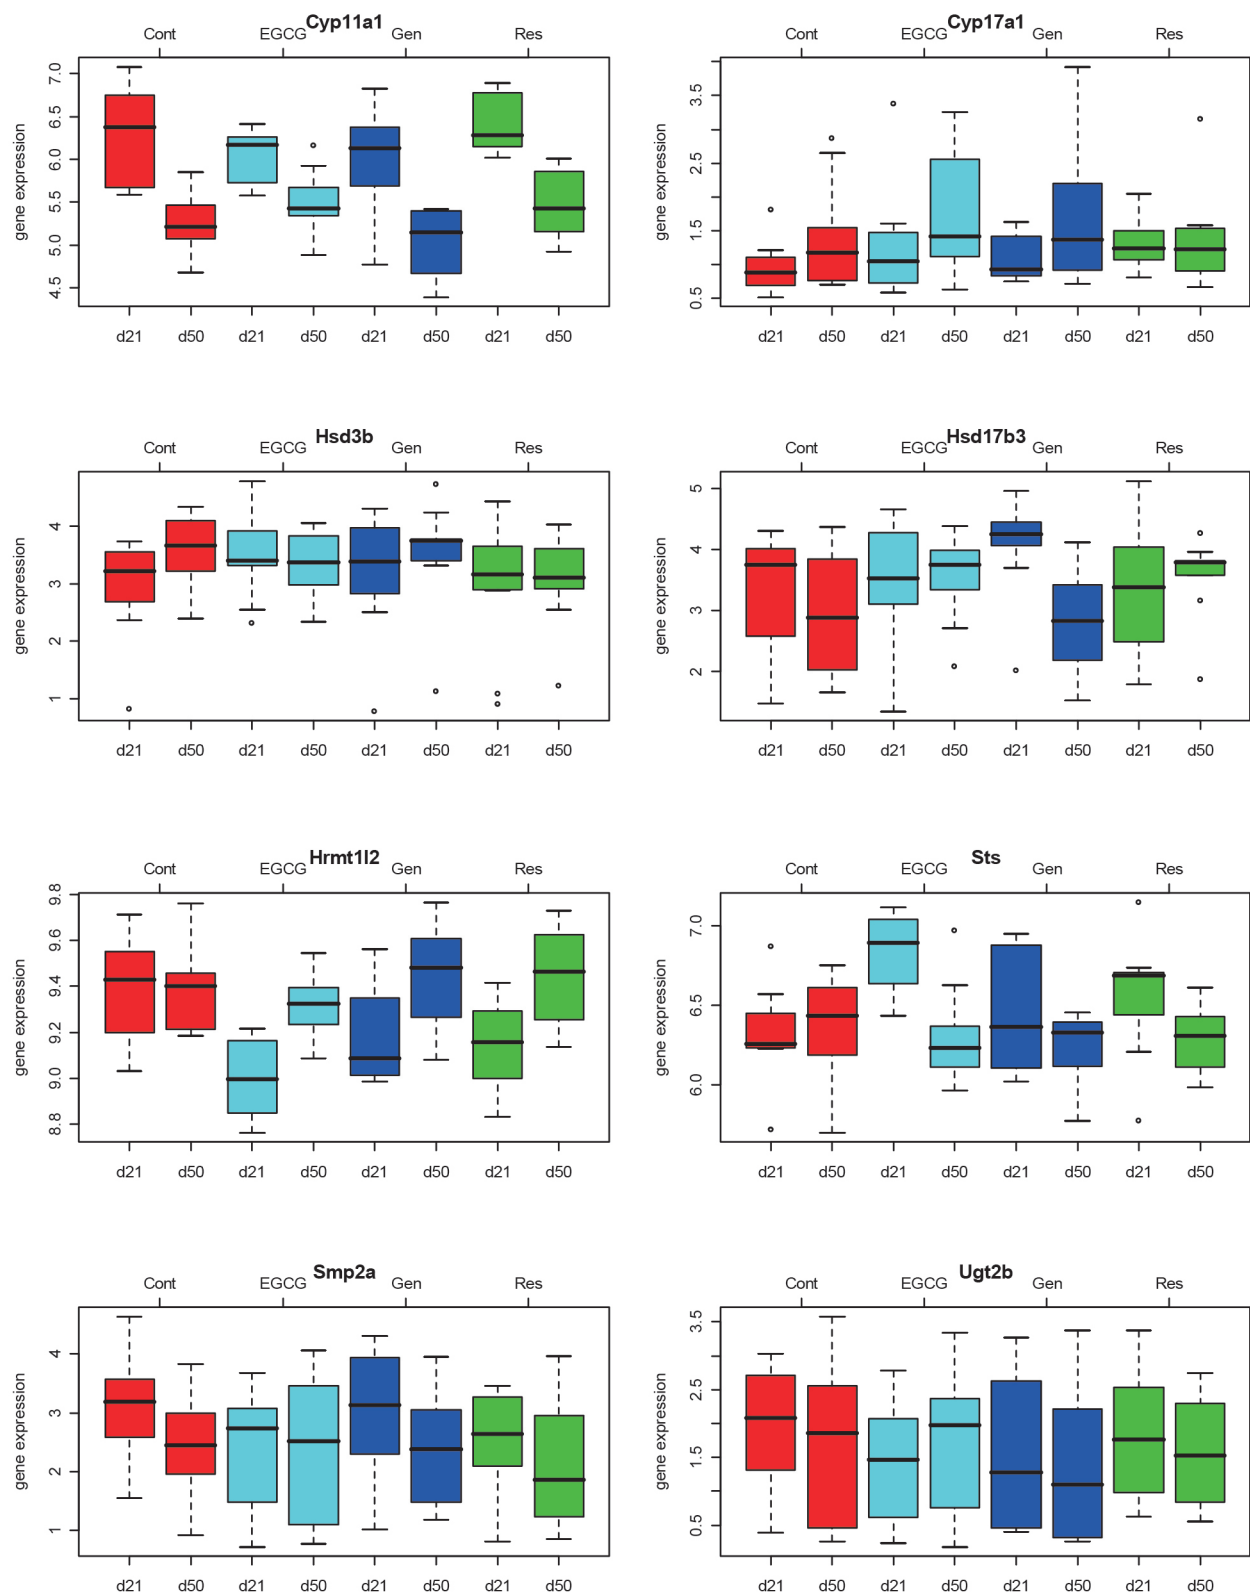 Cyp11a1
Cont EGCG Gen Res
gene expression
7.0
6.5
6.0
5.5
5.0
4.5
d21 d50 d21 d50 d21 d50 d21 d50
Cyp17a1
Cont EGCG Gen Res
gene expression
3.5
2.5
1.5
0.5
d21 d50 d21 d50 d21 d50 d21 d50
Hsd3b
Cont EGCG Gen Res
gene expression
4
3
2
1
d21 d50 d21 d50 d21 d50 d21 d50
Hsd17b3
Cont EGCG Gen Res
gene expression
5
4
3
2
d21 d50 d21 d50 d21 d50 d21 d50
Hrmt1l2
Cont EGCG Gen Res
gene expression
9.8
9.6
9.4
9.2
9.0
8.8
d21 d50 d21 d50 d21 d50 d21 d50
Sts
Cont EGCG Gen Res
gene expression
7.0
6.5
6.0
d21 d50 d21 d50 d21 d50 d21 d50
Smp2a
Cont EGCG Gen Res
gene expression
4
3
2
1
d21 d50 d21 d50 d21 d50 d21 d50
Ugt2b
Cont EGCG Gen Res
gene expression
3.5
2.5
1.5
0.5
d21 d50 d21 d50 d21 d50 d21 d50